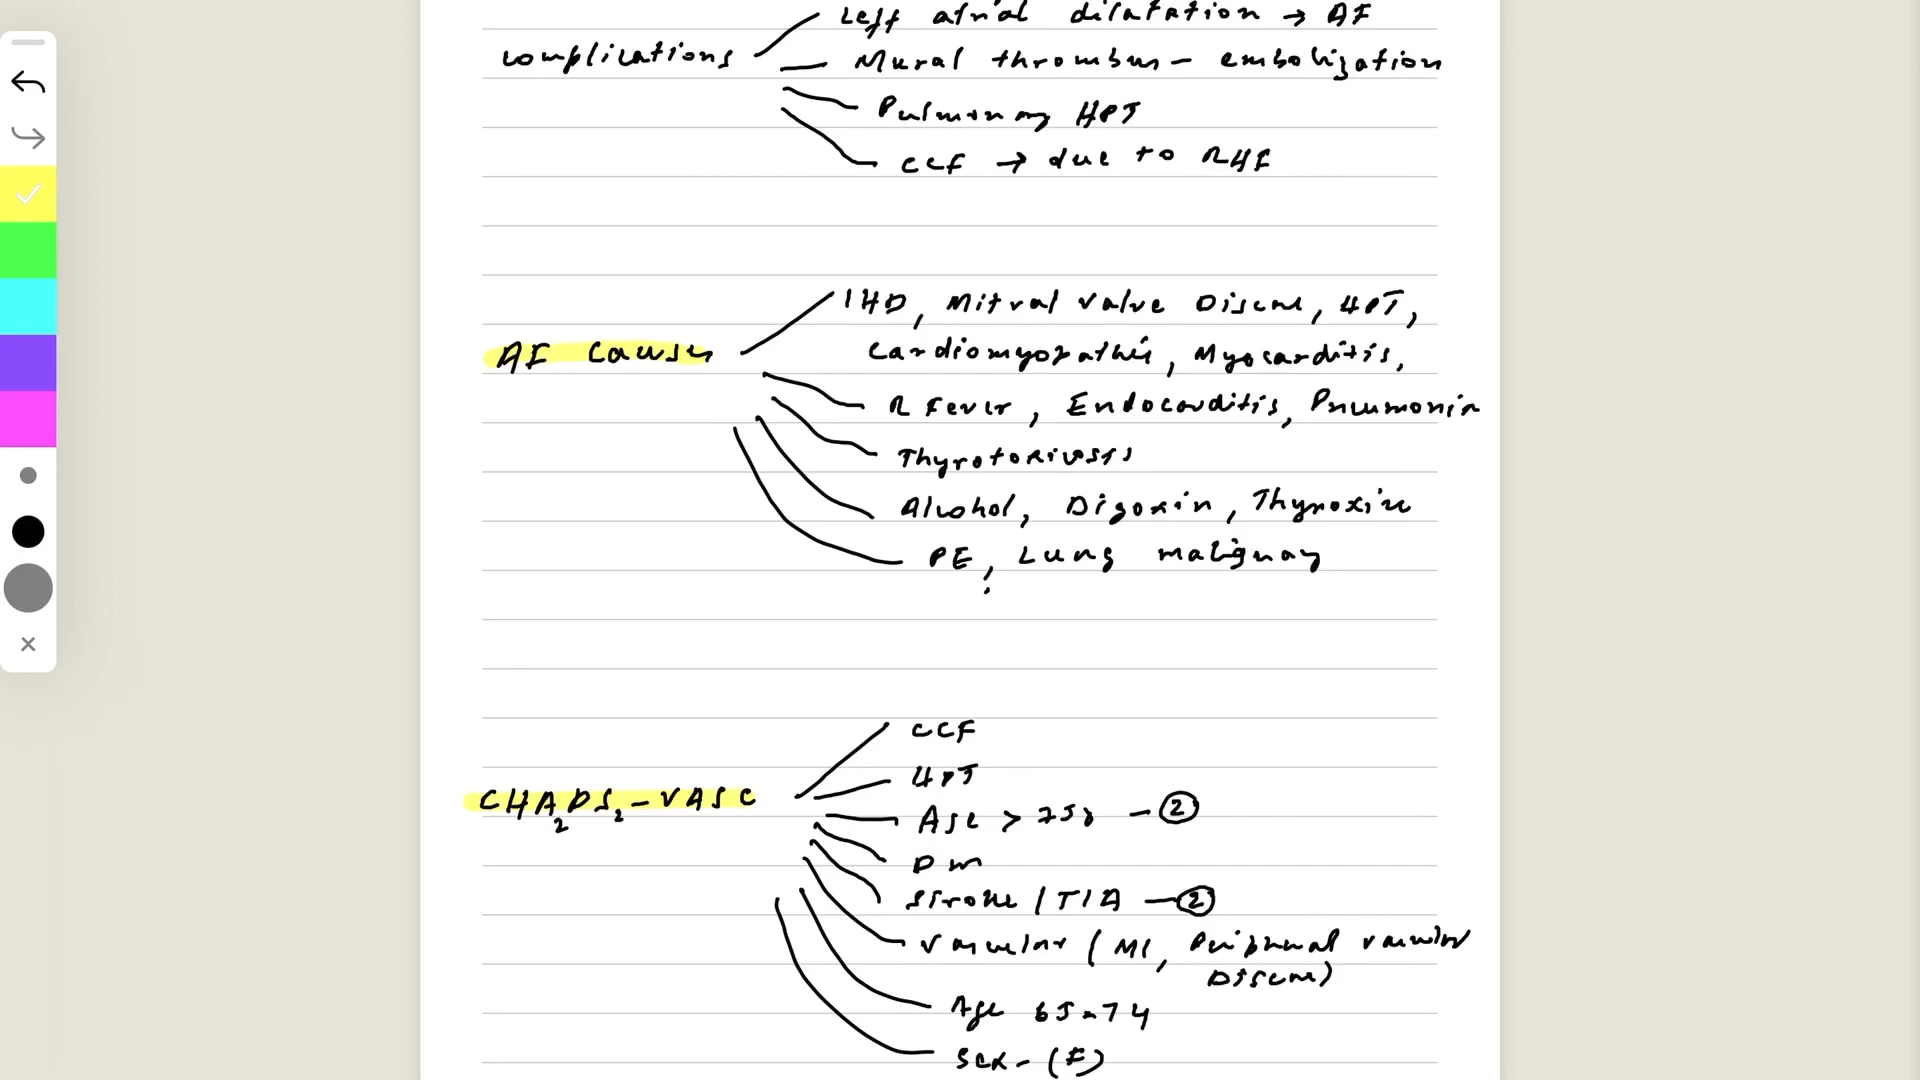 Left atrial dilatation → AF
Complications
Mural thrombus - embolization
Pulmonary HPT
CCF → due to RHF
IHD, Mitral valve Disease, HPT,
AF Causes
Cardiomyopathies, Myocarditis,
R Fever, Endocarditis, Pneumonia
Thyrotoxicosis
Alcohol, Digoxin, Thyroxine
PE, Lung malignancy
CCF
HPT
CHA₂DS₂-VASC
Age > 75y - ②
DM
Stroke / TIA - ②
Vascular (MI, Peripheral vascular
Disease)
Age 65-74
Sex - (F)